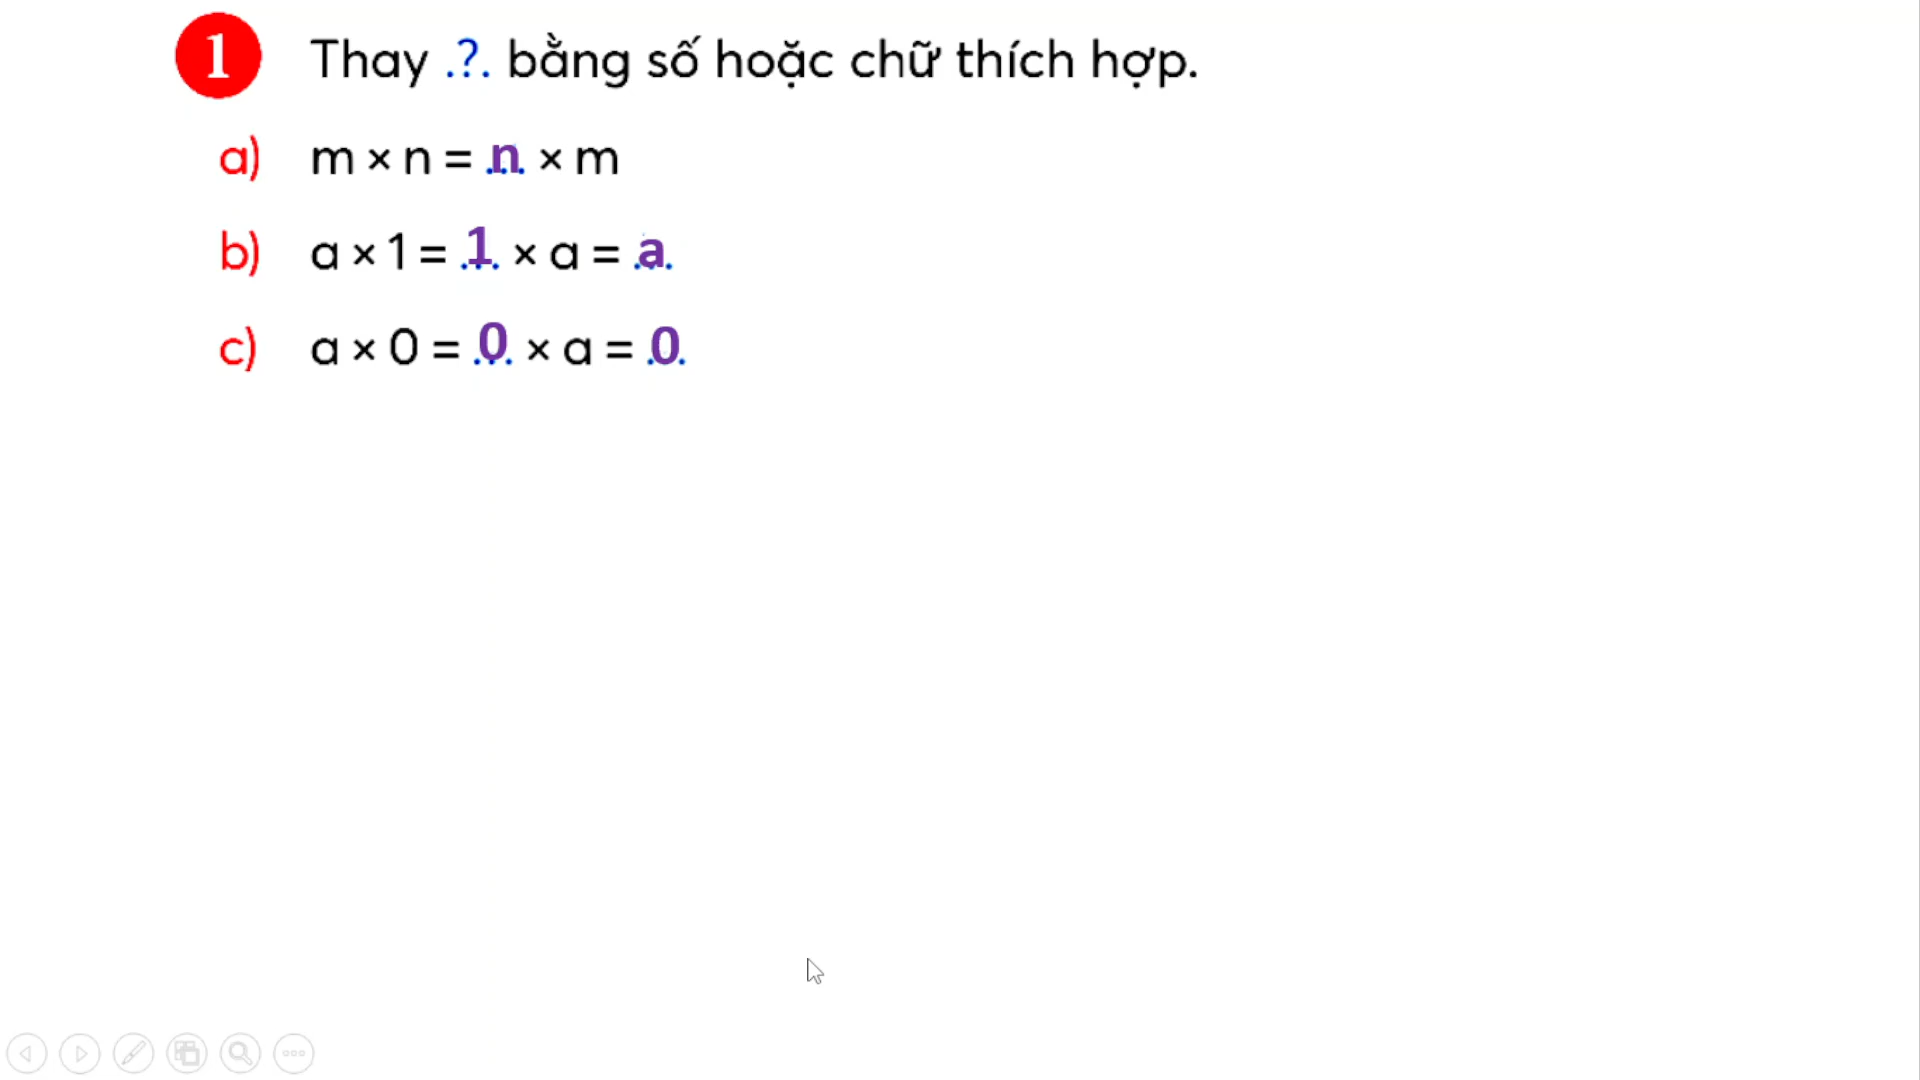 1 Thay .?. bằng số hoặc chữ thích hợp.
a) m × n = n × m
b) a × 1 = 1 × a = a
c) a × 0 = 0 × a = 0